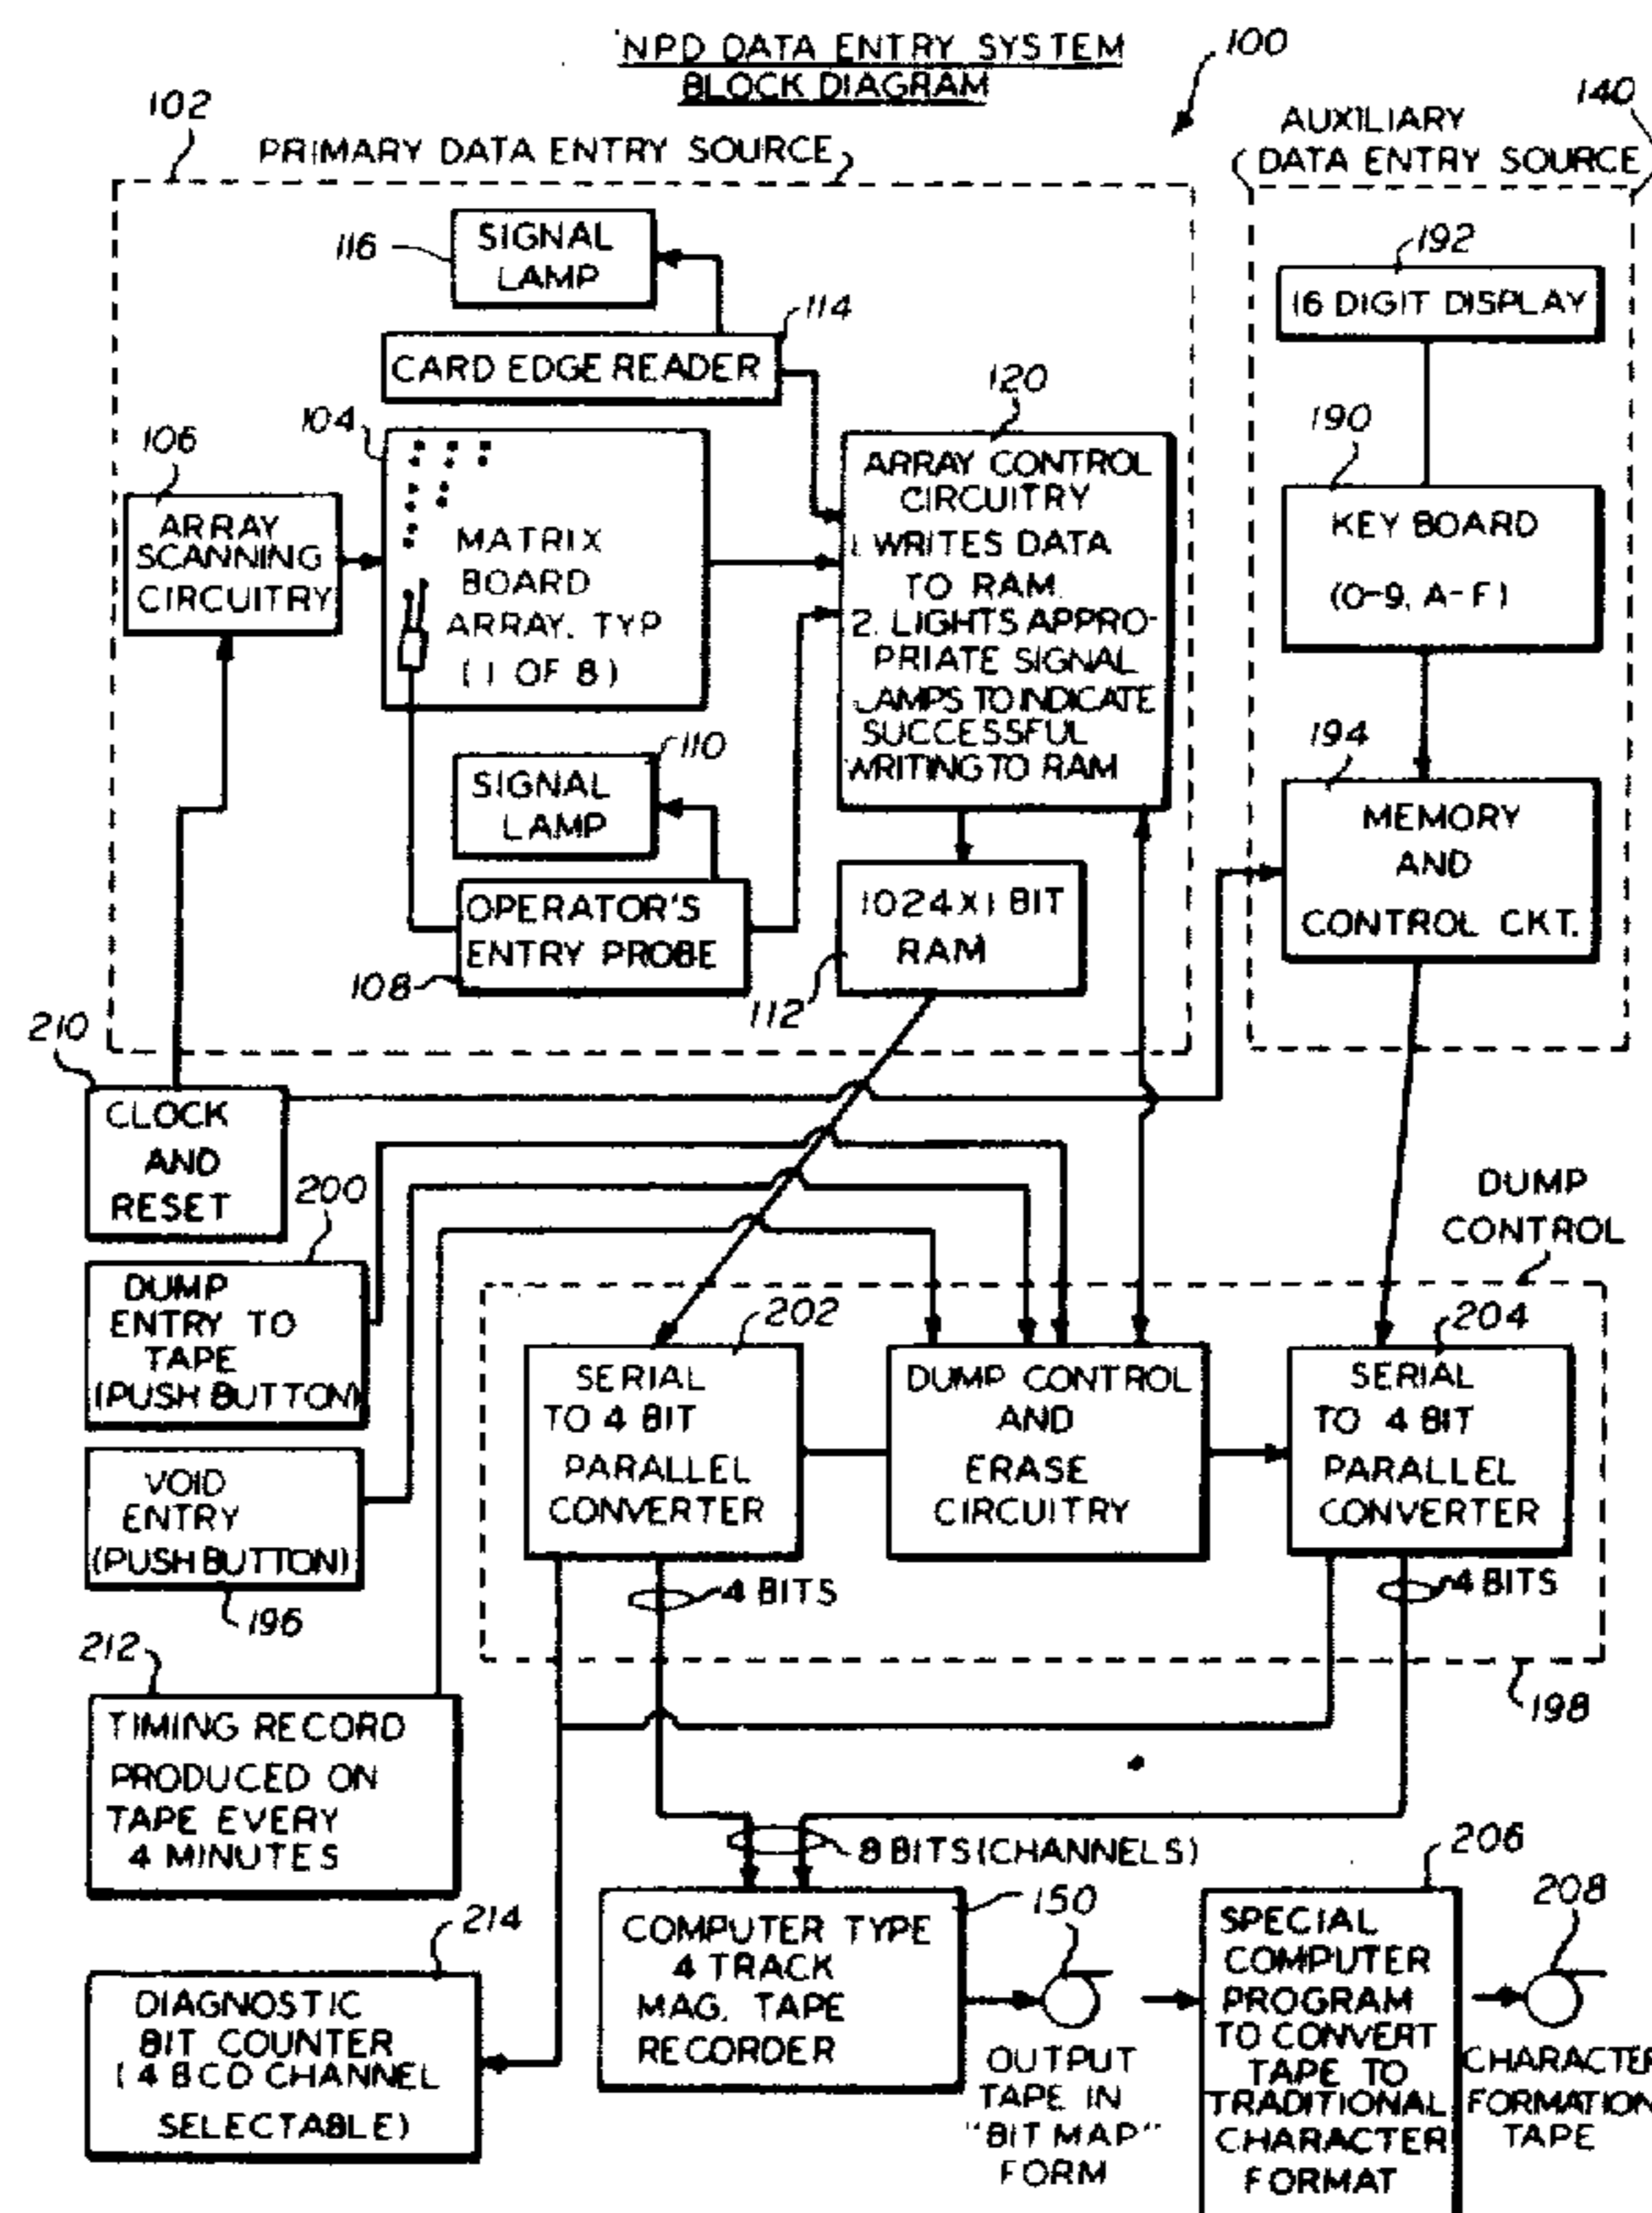 NPD DATA ENTRY SYSTEM
BLOCK DIAGRAM
100
102
PRIMARY DATA ENTRY SOURCE
140
AUXILIARY
DATA ENTRY SOURCE
116
SIGNAL
LAMP
192
16 DIGIT DISPLAY
114
CARD EDGE READER
120
104
106
ARRAY
SCANNING
CIRCUITRY
MATRIX
BOARD
ARRAY. TYP
(1 OF 8)
ARRAY CONTROL
CIRCUITRY
1. WRITES DATA
TO RAM.
2. LIGHTS APPRO-
PRIATE SIGNAL
LAMPS TO INDICATE
SUCCESSFUL
WRITING TO RAM
190
KEY BOARD
(0-9, A-F)
110
SIGNAL
LAMP
194
MEMORY
AND
CONTROL CKT.
OPERATOR'S
ENTRY PROBE
108
1024X1 BIT
RAM
112
210
CLOCK
AND
RESET
200
DUMP
ENTRY TO
TAPE
(PUSH BUTTON)
DUMP
CONTROL
202
SERIAL
TO 4 BIT
PARALLEL
CONVERTER
DUMP CONTROL
AND
ERASE
CIRCUITRY
204
SERIAL
TO 4 BIT
PARALLEL
CONVERTER
VOID
ENTRY
(PUSH BUTTON)
196
4 BITS
4 BITS
198
212
TIMING RECORD
PRODUCED ON
TAPE EVERY
4 MINUTES
8 BITS (CHANNELS)
214
DIAGNOSTIC
BIT COUNTER
(4 BCD CHANNEL
SELECTABLE)
COMPUTER TYPE
4 TRACK
MAG. TAPE
RECORDER
150
OUTPUT
TAPE IN
"BIT MAP"
FORM
206
SPECIAL
COMPUTER
PROGRAM
TO CONVERT
TAPE TO
TRADITIONAL
CHARACTER
FORMAT
208
CHARACTER
FORMATION
TAPE